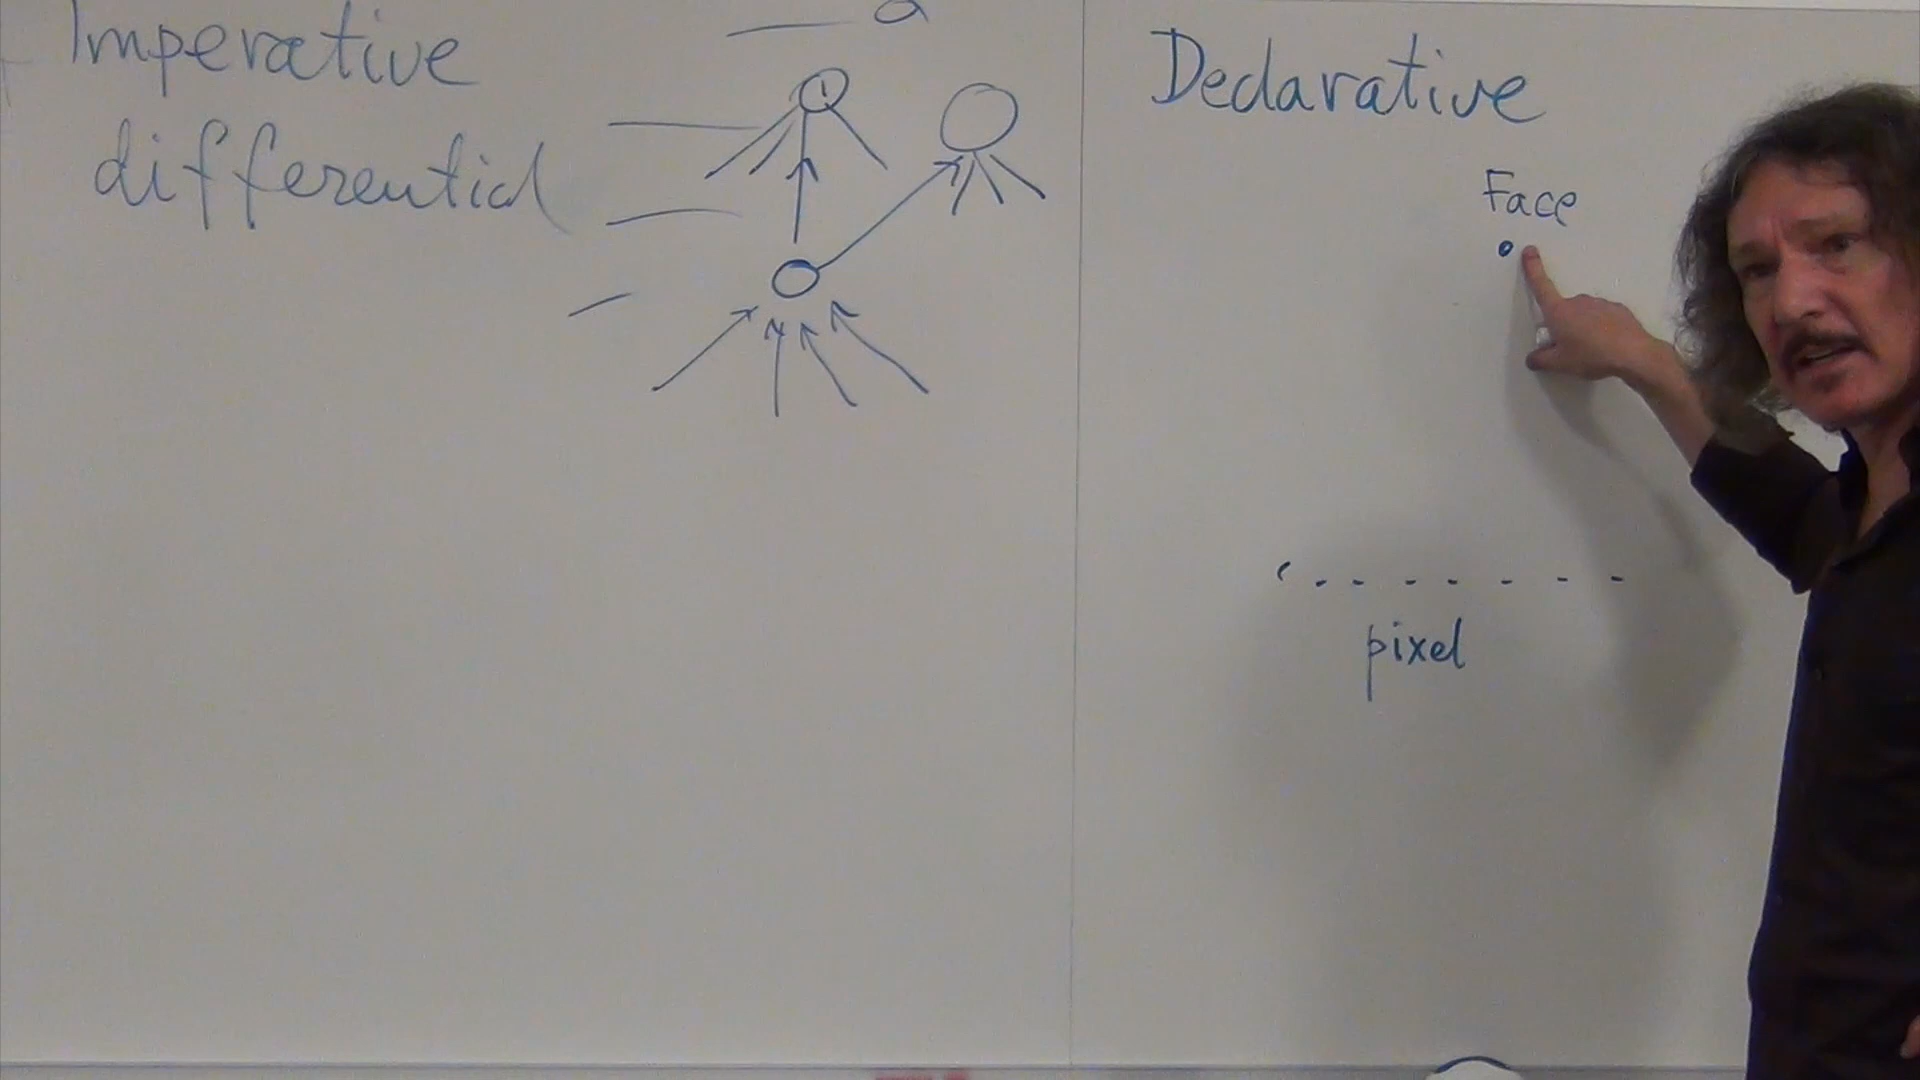 Imperative
differential
Declarative
Face
pixel